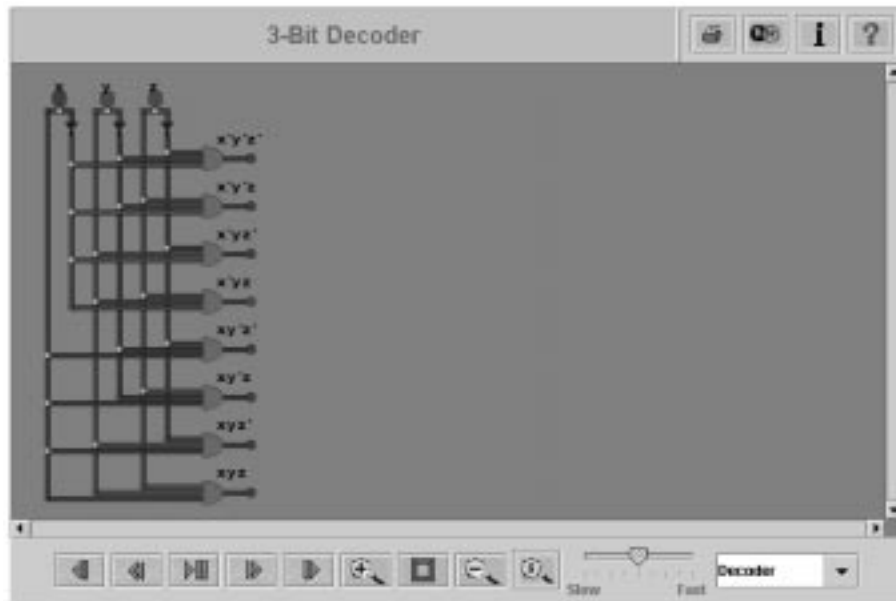 3-Bit Decoder
i ?
x y z
x'y'z'
x'y'z
x'yz'
x'yz
xy'z'
xy'z
xyz'
xyz
Slow Fast
Decoder